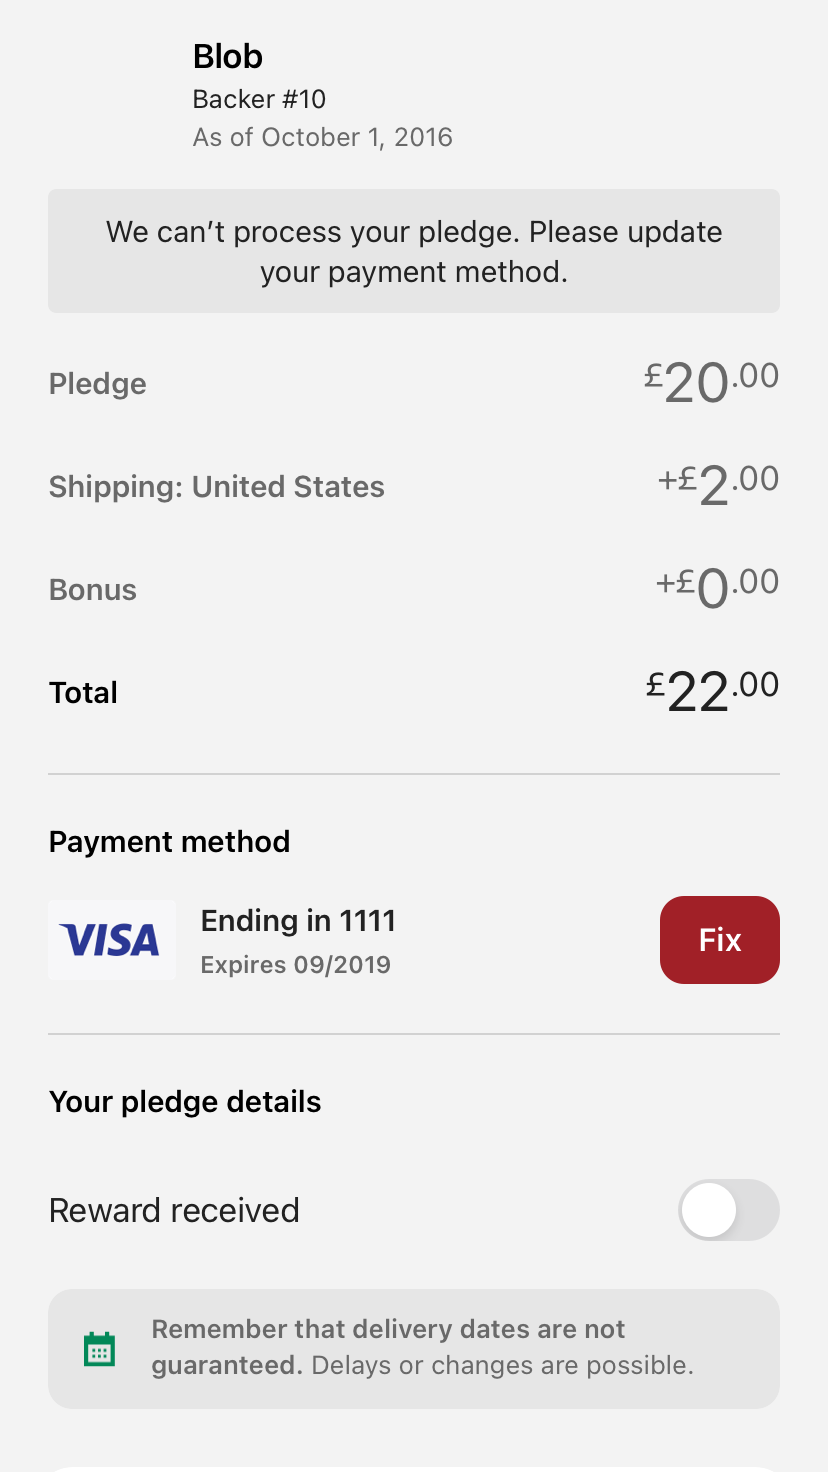 Blob
Backer #10
As of October 1, 2016
We can’t process your pledge. Please update
your payment method.
Pledge £20.00
Shipping: United States +£2.00
Bonus +£0.00
Total £22.00
Payment method
VISA
Ending in 1111
Expires 09/2019
Fix
Your pledge details
Reward received
Remember that delivery dates are not
guaranteed. Delays or changes are possible.